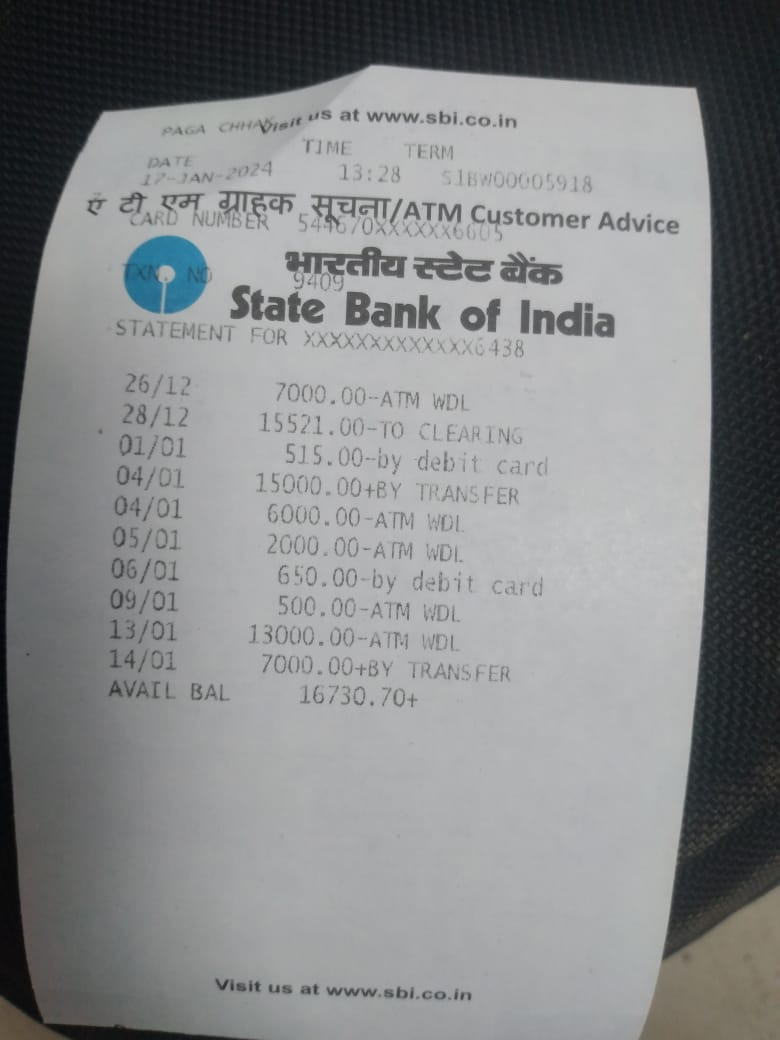 PAGA CHHAK Visit us at www.sbi.co.in
DATE TIME TERM
17-JAN-2024 13:28 S1BW00005918
ए टी एम ग्राहक सूचना/ATM Customer Advice
CARD NUMBER 544670XXXXXX6605
भारतीय स्टेट बैंक
TXN. NO 9409
State Bank of India
STATEMENT FOR XXXXXXXXXXXXX6438
26/12 7000.00-ATM WDL
28/12 15521.00-TO CLEARING
01/01 515.00-by debit card
04/01 15000.00+BY TRANSFER
04/01 6000.00-ATM WDL
05/01 2000.00-ATM WDL
06/01 650.00-by debit card
09/01 500.00-ATM WDL
13/01 13000.00-ATM WDL
14/01 7000.00+BY TRANSFER
AVAIL BAL 16730.70+
Visit us at www.sbi.co.in